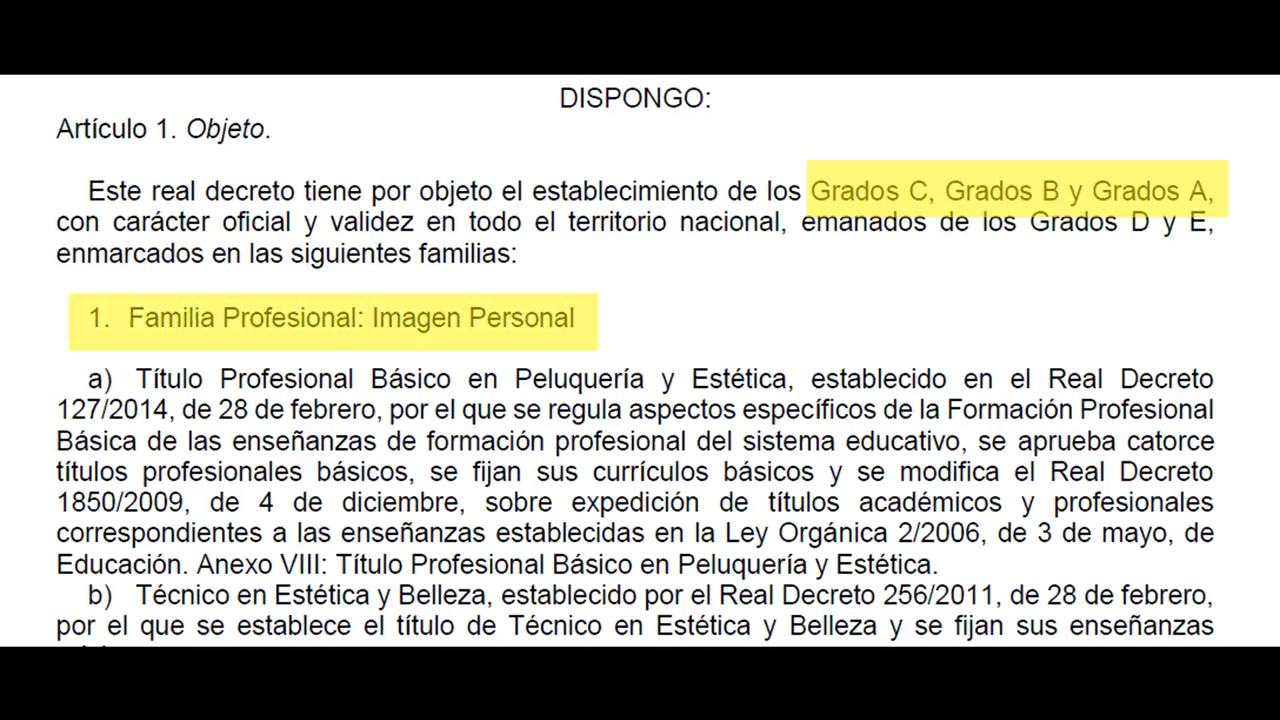 DISPONGO:
Artículo 1. Objeto.
Este real decreto tiene por objeto el establecimiento de los Grados C, Grados B y Grados A,
con carácter oficial y validez en todo el territorio nacional, emanados de los Grados D y E,
enmarcados en las siguientes familias:
1. Familia Profesional: Imagen Personal
a) Título Profesional Básico en Peluquería y Estética, establecido en el Real Decreto
127/2014, de 28 de febrero, por el que se regula aspectos específicos de la Formación Profesional
Básica de las enseñanzas de formación profesional del sistema educativo, se aprueba catorce
títulos profesionales básicos, se fijan sus currículos básicos y se modifica el Real Decreto
1850/2009, de 4 de diciembre, sobre expedición de títulos académicos y profesionales
correspondientes a las enseñanzas establecidas en la Ley Orgánica 2/2006, de 3 de mayo, de
Educación. Anexo VIII: Título Profesional Básico en Peluquería y Estética.
b) Técnico en Estética y Belleza, establecido por el Real Decreto 256/2011, de 28 de febrero,
por el que se establece el título de Técnico en Estética y Belleza y se fijan sus enseñanzas